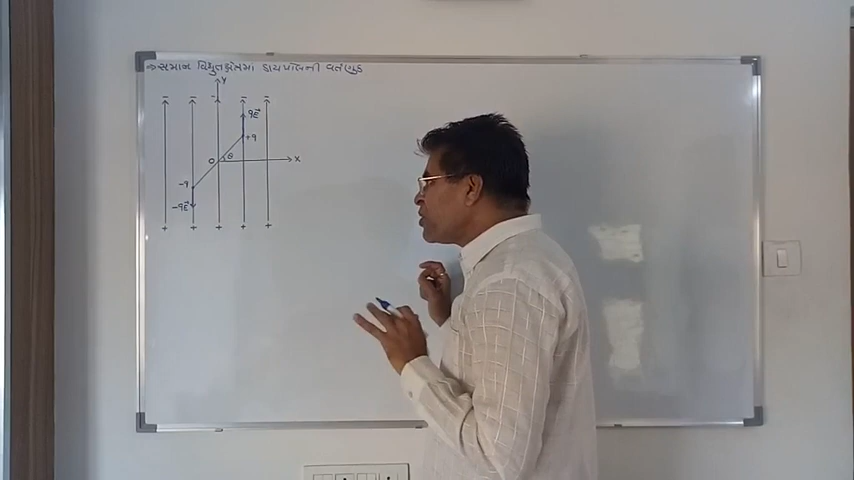 ⇒ સમાન વિદ્યુતક્ષેત્રમાં ડાયપોલની વર્તણુક
Y
− − − − −
qE⃗
+q
O θ X
−q
−qE⃗
+ + + + +